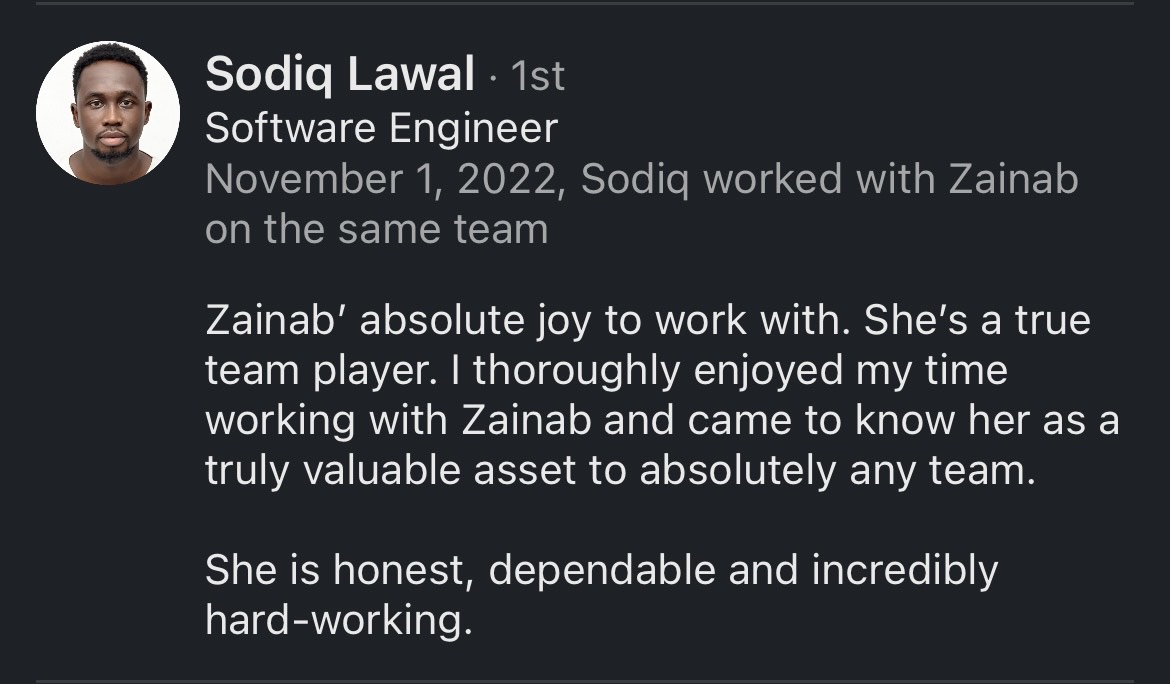 Sodiq Lawal · 1st
Software Engineer
November 1, 2022, Sodiq worked with Zainab
on the same team
Zainab’ absolute joy to work with. She’s a true
team player. I thoroughly enjoyed my time
working with Zainab and came to know her as a
truly valuable asset to absolutely any team.
She is honest, dependable and incredibly
hard-working.